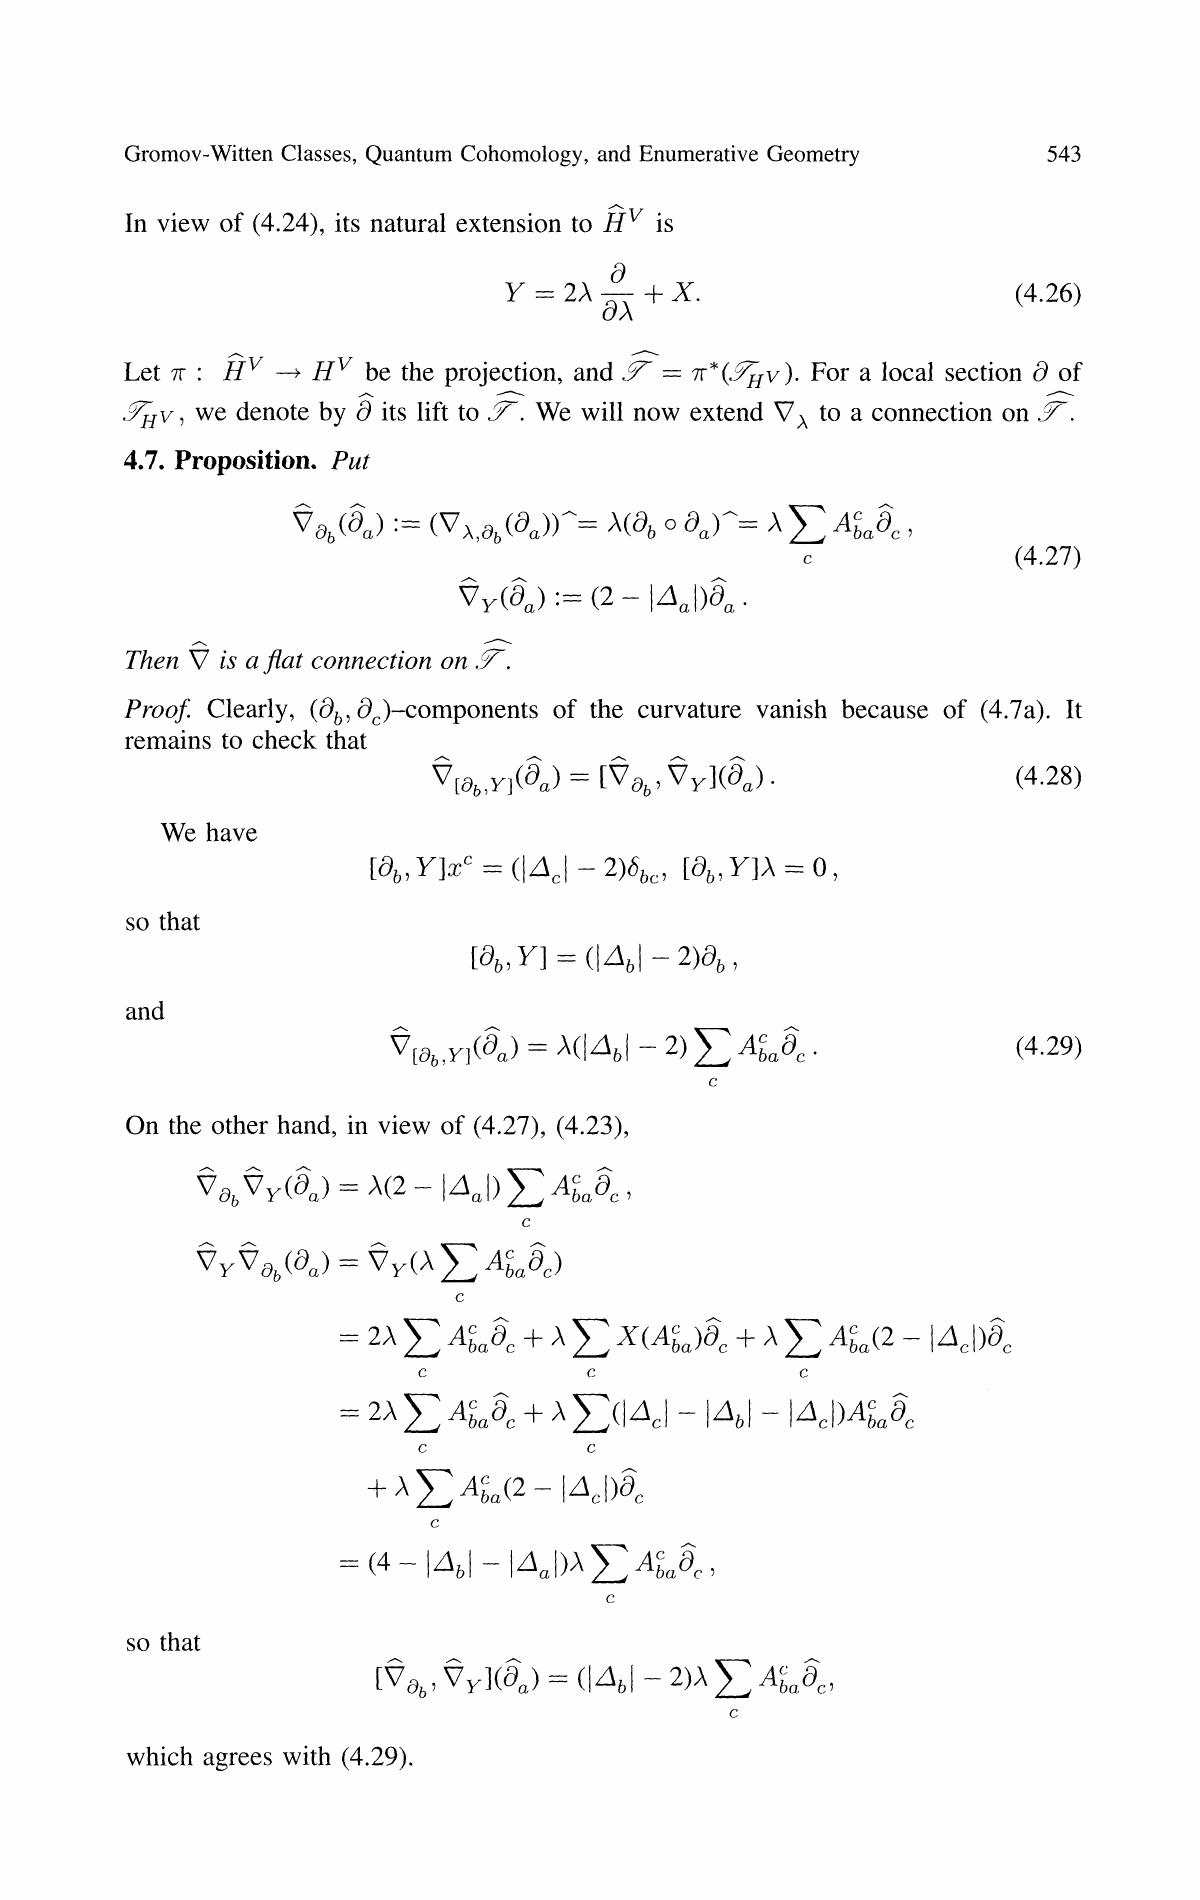 Gromov-Witten Classes, Quantum Cohomology, and Enumerative Geometry 543
In view of (4.24), its natural extension to $\widehat{H}^V$ is
$$Y = 2\lambda \frac{\partial}{\partial\lambda} + X. \quad (4.26)$$
Let $\pi : \widehat{H}^V \to H^V$ be the projection, and $\widehat{\mathscr{T}} = \pi^*(\mathscr{T}_{H^V})$. For a local section $\partial$ of
$\mathscr{T}_{H^V}$, we denote by $\widehat{\partial}$ its lift to $\widehat{\mathscr{T}}$. We will now extend $\nabla_\lambda$ to a connection on $\widehat{\mathscr{T}}$.
4.7. Proposition. Put
$$\widehat{\nabla}_{\partial_b}(\widehat{\partial}_a) := (\nabla_{\lambda,\partial_b}(\partial_a))^\frown = \lambda(\partial_b \circ \partial_a)^\frown = \lambda \sum_c A^c_{ba}\widehat{\partial}_c ,$$
$$(4.27)$$
$$\widehat{\nabla}_Y(\widehat{\partial}_a) := (2 - |\Delta_a|)\widehat{\partial}_a .$$
Then $\widehat{\nabla}$ is a flat connection on $\widehat{\mathscr{T}}$.
Proof. Clearly, $(\partial_b, \partial_c)$–components of the curvature vanish because of (4.7a). It
remains to check that
$$\widehat{\nabla}_{[\partial_b,Y]}(\widehat{\partial}_a) = [\widehat{\nabla}_{\partial_b}, \widehat{\nabla}_Y](\widehat{\partial}_a) . \quad (4.28)$$
We have
$$[\partial_b, Y]x^c = (|\Delta_c| - 2)\delta_{bc}, \ [\partial_b, Y]\lambda = 0 ,$$
so that
$$[\partial_b, Y] = (|\Delta_b| - 2)\partial_b ,$$
and
$$\widehat{\nabla}_{[\partial_b,Y]}(\widehat{\partial}_a) = \lambda(|\Delta_b| - 2) \sum_c A^c_{ba}\widehat{\partial}_c . \quad (4.29)$$
On the other hand, in view of (4.27), (4.23),
$$\widehat{\nabla}_{\partial_b}\widehat{\nabla}_Y(\widehat{\partial}_a) = \lambda(2 - |\Delta_a|) \sum_c A^c_{ba}\widehat{\partial}_c ,$$
$$\widehat{\nabla}_Y\widehat{\nabla}_{\partial_b}(\partial_a) = \widehat{\nabla}_Y(\lambda \sum_c A^c_{ba}\widehat{\partial}_c)$$
$$= 2\lambda \sum_c A^c_{ba}\widehat{\partial}_c + \lambda \sum_c X(A^c_{ba})\widehat{\partial}_c + \lambda \sum_c A^c_{ba}(2 - |\Delta_c|)\widehat{\partial}_c$$
$$= 2\lambda \sum_c A^c_{ba}\widehat{\partial}_c + \lambda \sum_c (|\Delta_c| - |\Delta_b| - |\Delta_c|)A^c_{ba}\widehat{\partial}_c$$
$$+ \lambda \sum_c A^c_{ba}(2 - |\Delta_c|)\widehat{\partial}_c$$
$$= (4 - |\Delta_b| - |\Delta_a|)\lambda \sum_c A^c_{ba}\widehat{\partial}_c ,$$
so that
$$[\widehat{\nabla}_{\partial_b}, \widehat{\nabla}_Y](\widehat{\partial}_a) = (|\Delta_b| - 2)\lambda \sum_c A^c_{ba}\widehat{\partial}_c ,$$
which agrees with (4.29).